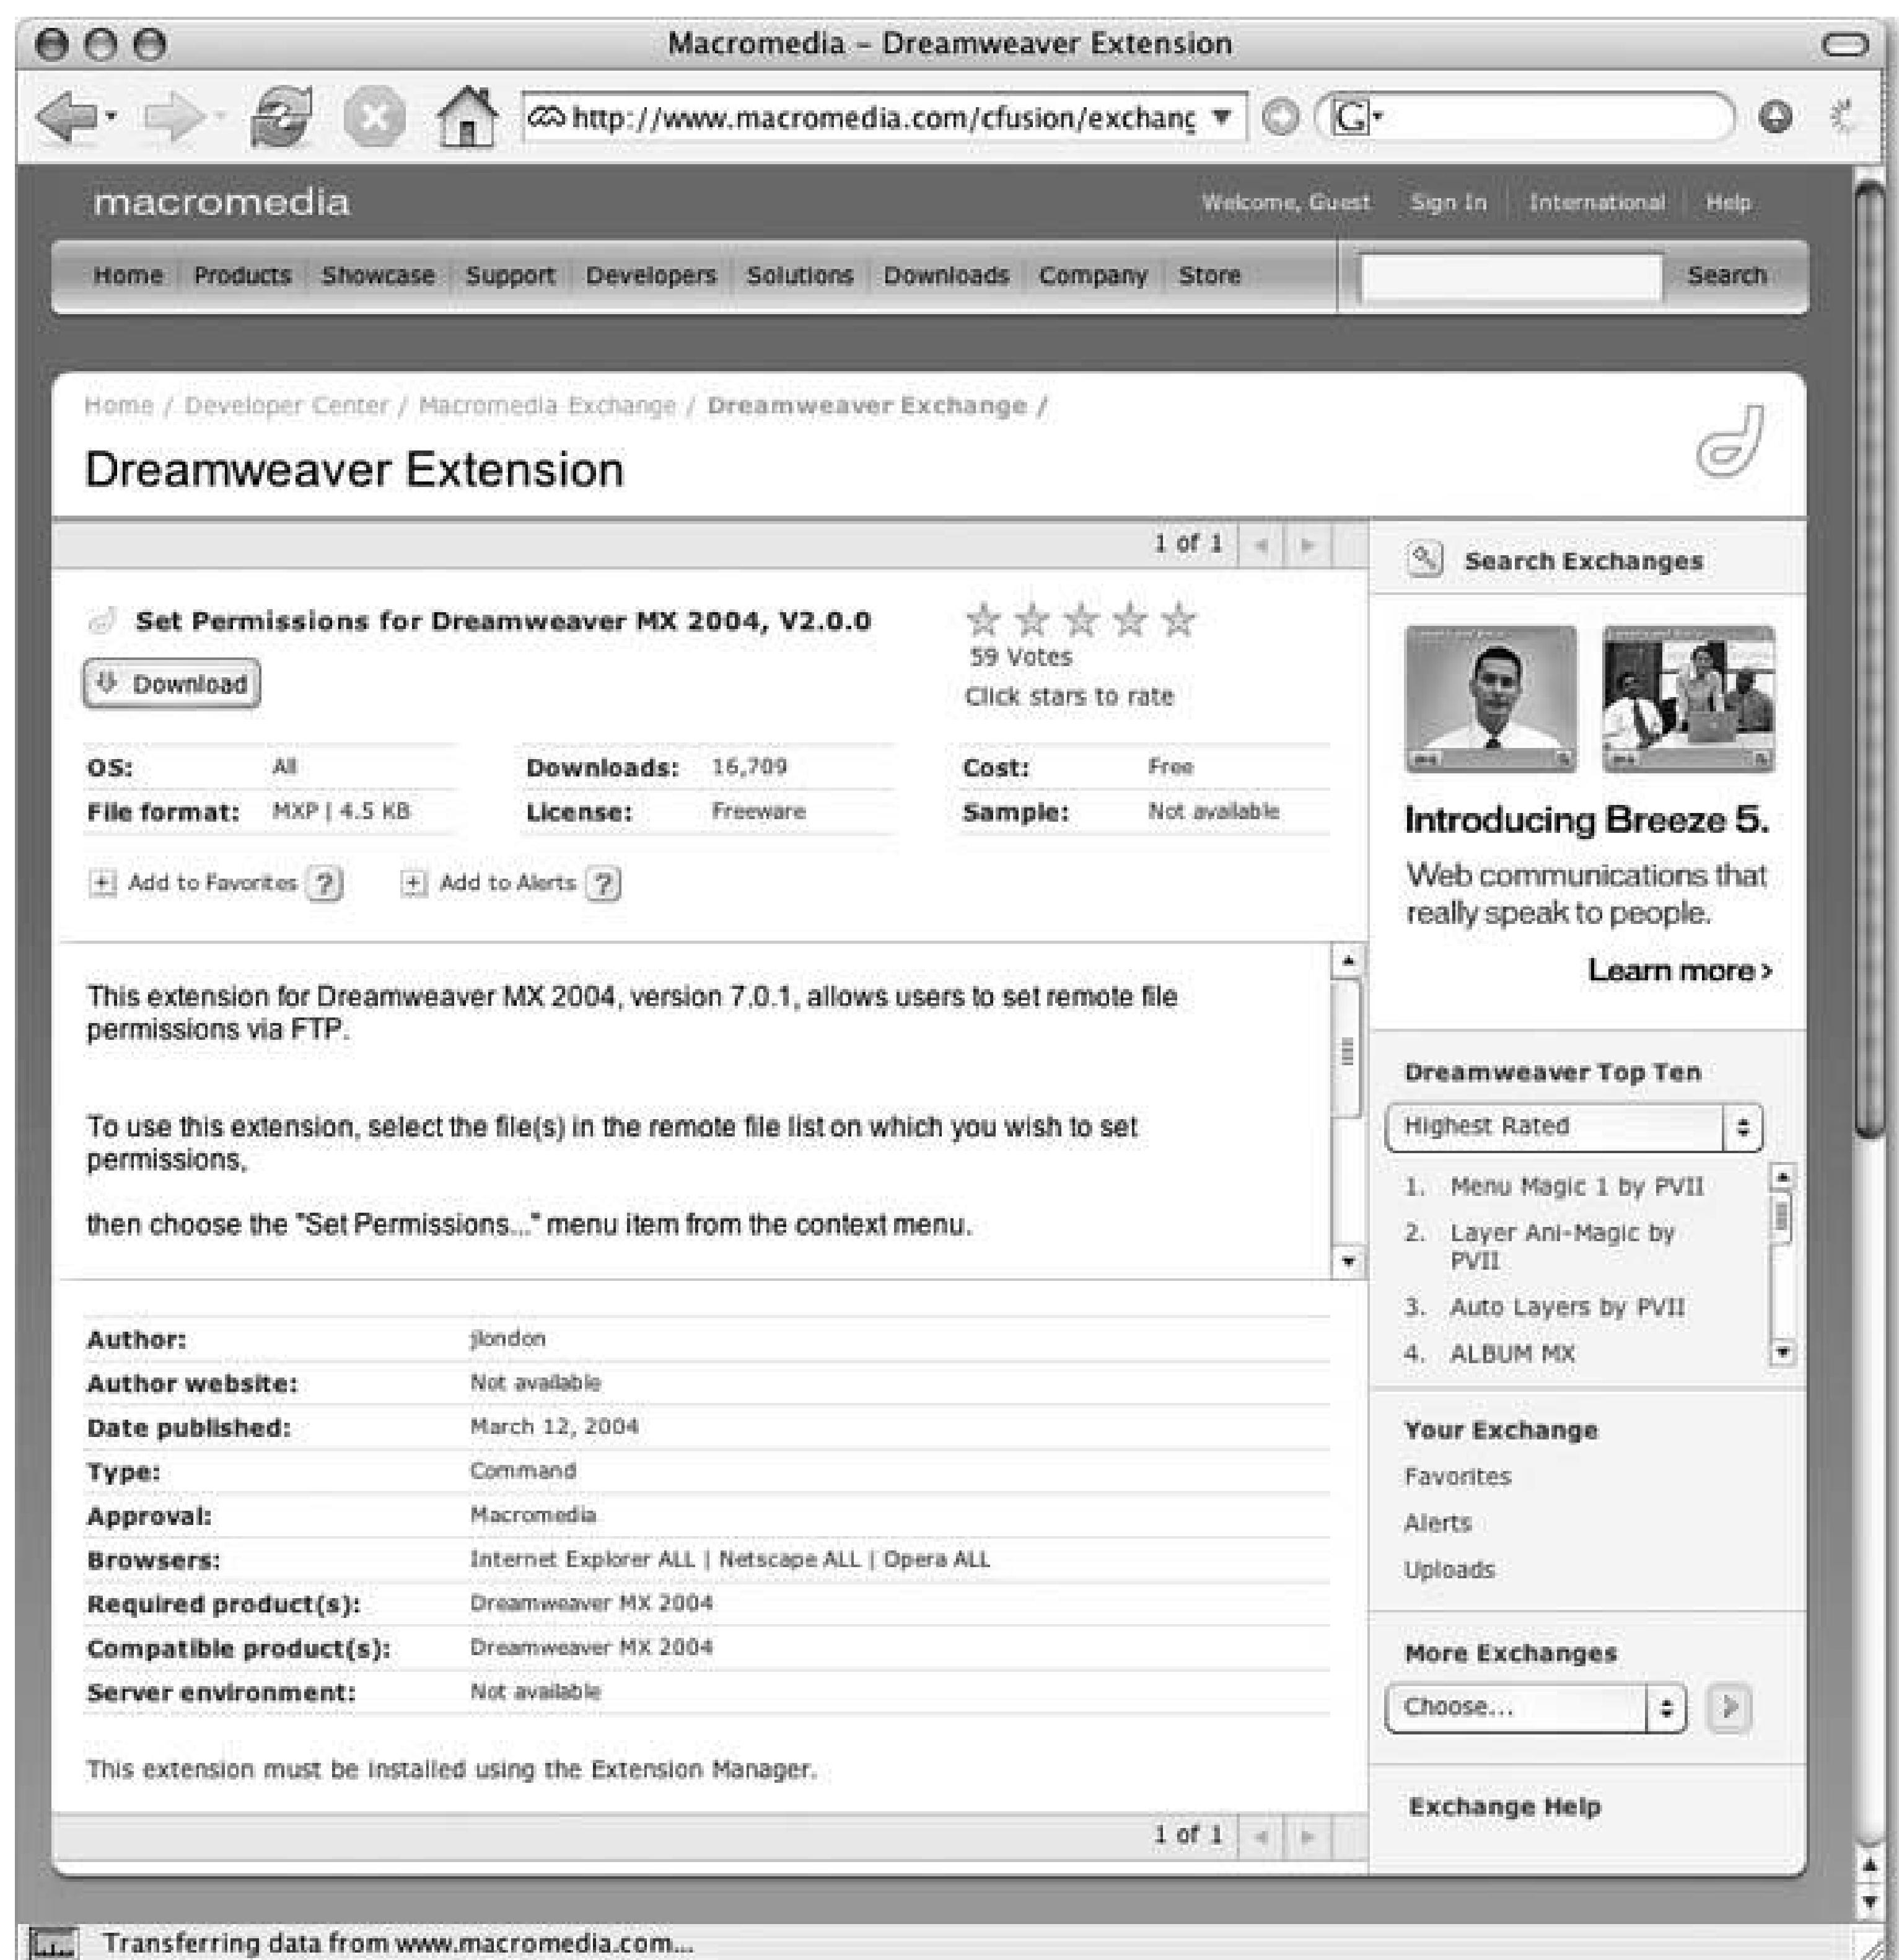 Macromedia – Dreamweaver Extension
http://www.macromedia.com/cfusion/exchang
G
macromedia
Welcome, Guest Sign In International Help
Home Products Showcase Support Developers Solutions Downloads Company Store Search
Home / Developer Center / Macromedia Exchange / Dreamweaver Exchange /
Dreamweaver Extension
1 of 1
Set Permissions for Dreamweaver MX 2004, V2.0.0
59 Votes
Download
Click stars to rate
OS: All Downloads: 16,709 Cost: Free
File format: MXP | 4.5 KB License: Freeware Sample: Not available
+ Add to Favorites ? + Add to Alerts ?
This extension for Dreamweaver MX 2004, version 7.0.1, allows users to set remote file
permissions via FTP.
To use this extension, select the file(s) in the remote file list on which you wish to set
permissions,
then choose the "Set Permissions..." menu item from the context menu.
Author: jlondon
Author website: Not available
Date published: March 12, 2004
Type: Command
Approval: Macromedia
Browsers: Internet Explorer ALL | Netscape ALL | Opera ALL
Required product(s): Dreamweaver MX 2004
Compatible product(s): Dreamweaver MX 2004
Server environment: Not available
This extension must be installed using the Extension Manager.
1 of 1
Search Exchanges
Introducing Breeze 5.
Web communications that
really speak to people.
Learn more >
Dreamweaver Top Ten
Highest Rated
1. Menu Magic 1 by PVII
2. Layer Ani-Magic by
PVII
3. Auto Layers by PVII
4. ALBUM MX
Your Exchange
Favorites
Alerts
Uploads
More Exchanges
Choose...
Exchange Help
Transferring data from www.macromedia.com...